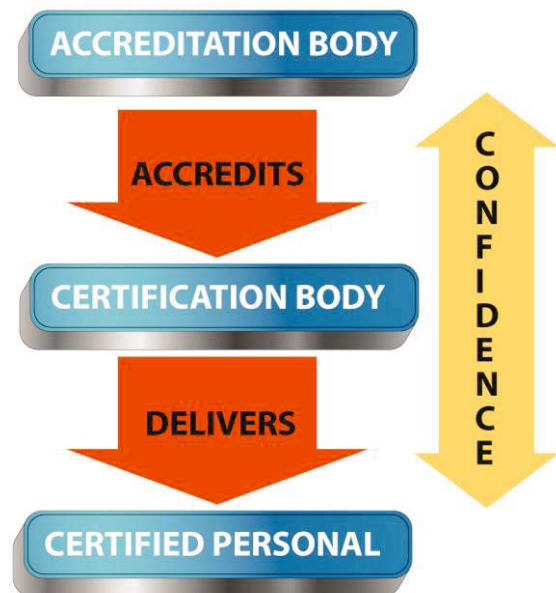 ACCREDITATION BODY
ACCREDITS
CERTIFICATION BODY
DELIVERS
CERTIFIED PERSONAL
CONFIDENCE